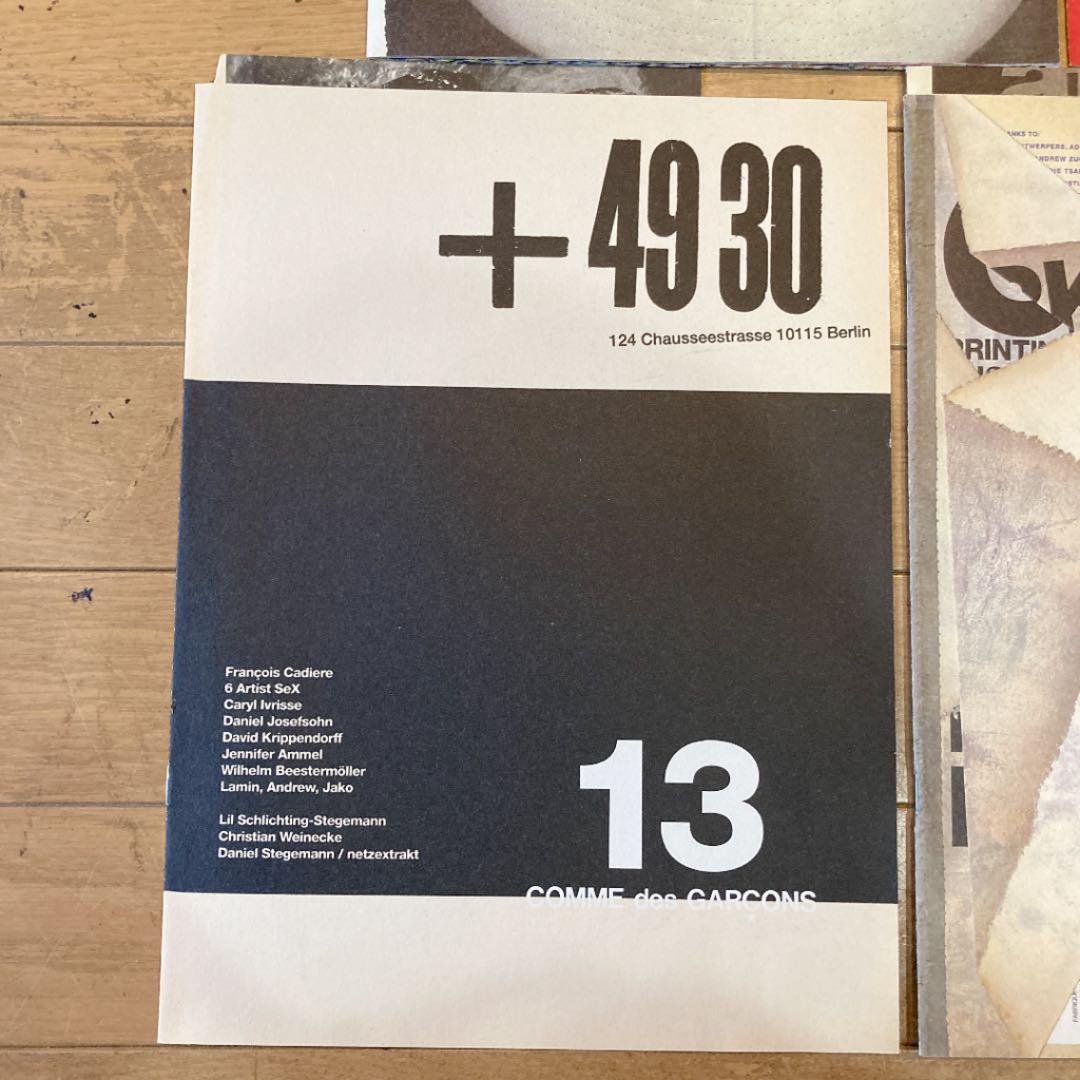 + 49 30
124 Chausseestrasse 10115 Berlin
François Cadiere
6 Artist SeX
Caryl Ivrisse
Daniel Josefsohn
David Krippendorff
Jennifer Ammel
Wilhelm Beestermöller
Lamin, Andrew, Jako
Lil Schlichting-Stegemann
Christian Weinecke
Daniel Stegemann / netzextrakt
13
COMME des GARÇONS
TO: